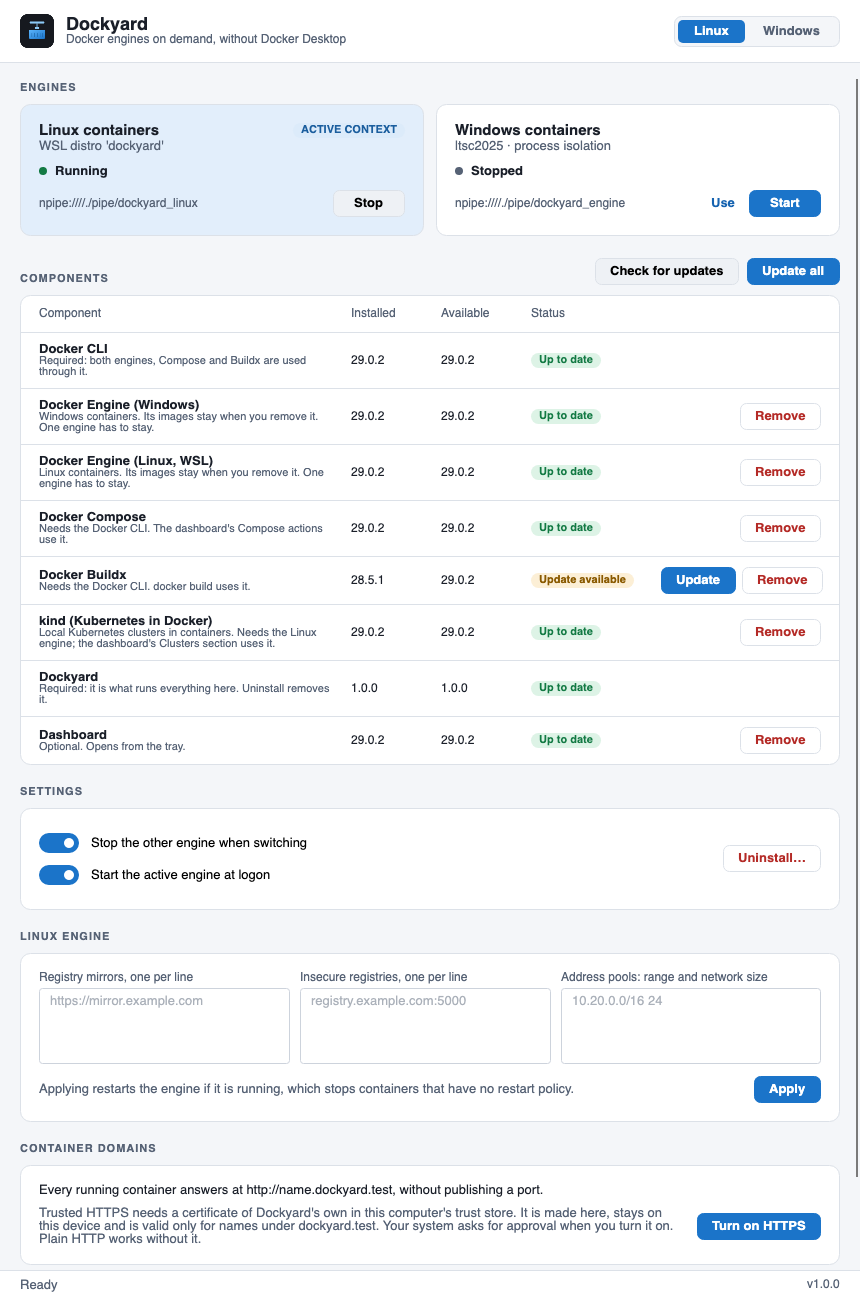 Dockyard
Docker engines on demand, without Docker Desktop
Linux
Windows
ENGINES
Linux containers
ACTIVE CONTEXT
WSL distro 'dockyard'
Running
npipe:////./pipe/dockyard_linux
Stop
Windows containers
ltsc2025 · process isolation
Stopped
npipe:////./pipe/dockyard_engine
Use
Start
COMPONENTS
Check for updates
Update all
Component
Installed
Available
Status
Docker CLI
Required: both engines, Compose and Buildx are used
through it.
29.0.2
29.0.2
Up to date
Docker Engine (Windows)
Windows containers. Its images stay when you remove it.
One engine has to stay.
29.0.2
29.0.2
Up to date
Remove
Docker Engine (Linux, WSL)
Linux containers. Its images stay when you remove it. One
engine has to stay.
29.0.2
29.0.2
Up to date
Remove
Docker Compose
Needs the Docker CLI. The dashboard's Compose actions
use it.
29.0.2
29.0.2
Up to date
Remove
Docker Buildx
Needs the Docker CLI. docker build uses it.
28.5.1
29.0.2
Update available
Update
Remove
kind (Kubernetes in Docker)
Local Kubernetes clusters in containers. Needs the Linux
engine; the dashboard's Clusters section uses it.
29.0.2
29.0.2
Up to date
Remove
Dockyard
Required: it is what runs everything here. Uninstall removes
it.
1.0.0
1.0.0
Up to date
Dashboard
Optional. Opens from the tray.
29.0.2
29.0.2
Up to date
Remove
SETTINGS
Stop the other engine when switching
Start the active engine at logon
Uninstall...
LINUX ENGINE
Registry mirrors, one per line
Insecure registries, one per line
Address pools: range and network size
https://mirror.example.com
registry.example.com:5000
10.20.0.0/16 24
Applying restarts the engine if it is running, which stops containers that have no restart policy.
Apply
CONTAINER DOMAINS
Every running container answers at http://name.dockyard.test, without publishing a port.
Trusted HTTPS needs a certificate of Dockyard's own in this computer's trust store. It is made here, stays on
this device and is valid only for names under dockyard.test. Your system asks for approval when you turn it on.
Plain HTTP works without it.
Turn on HTTPS
Ready
v1.0.0